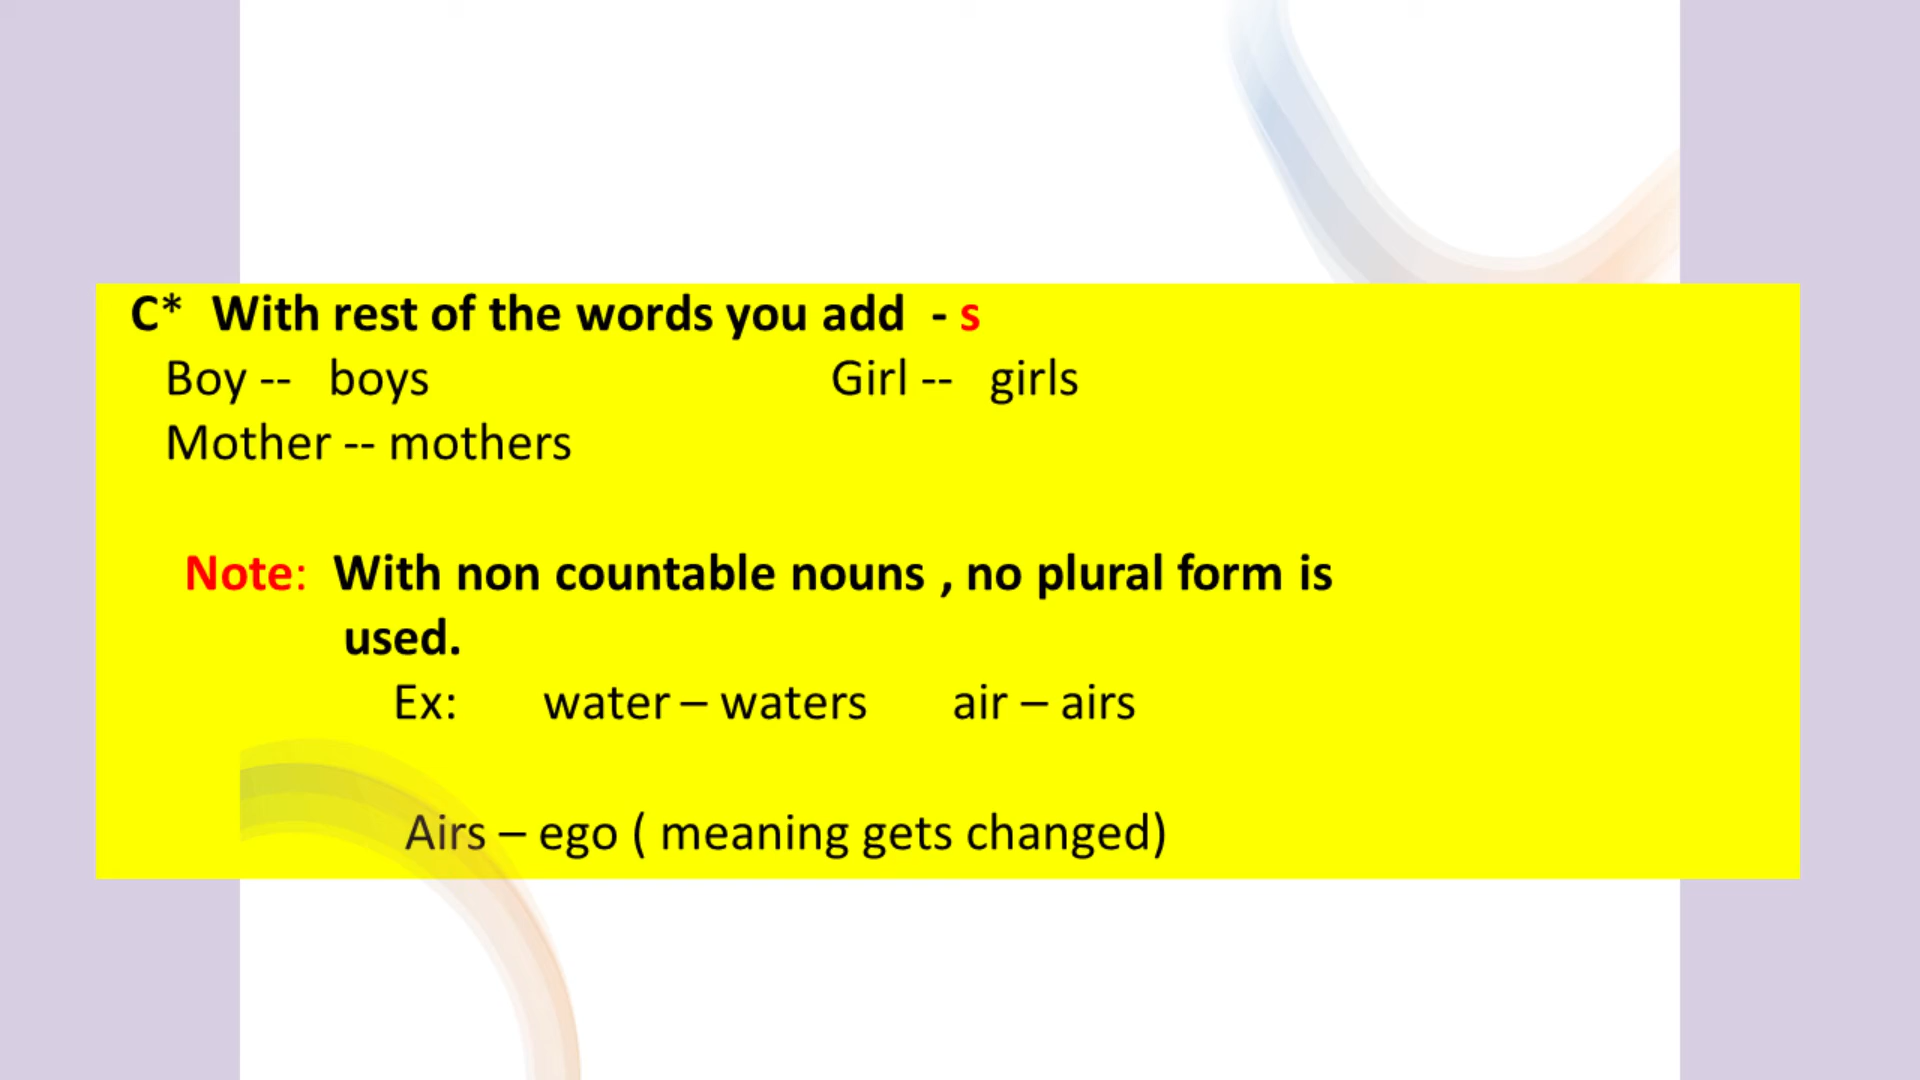 C* With rest of the words you add - s
Boy -- boys Girl -- girls
Mother -- mothers
Note: With non countable nouns , no plural form is
used.
Ex: water – waters air – airs
Airs – ego ( meaning gets changed)